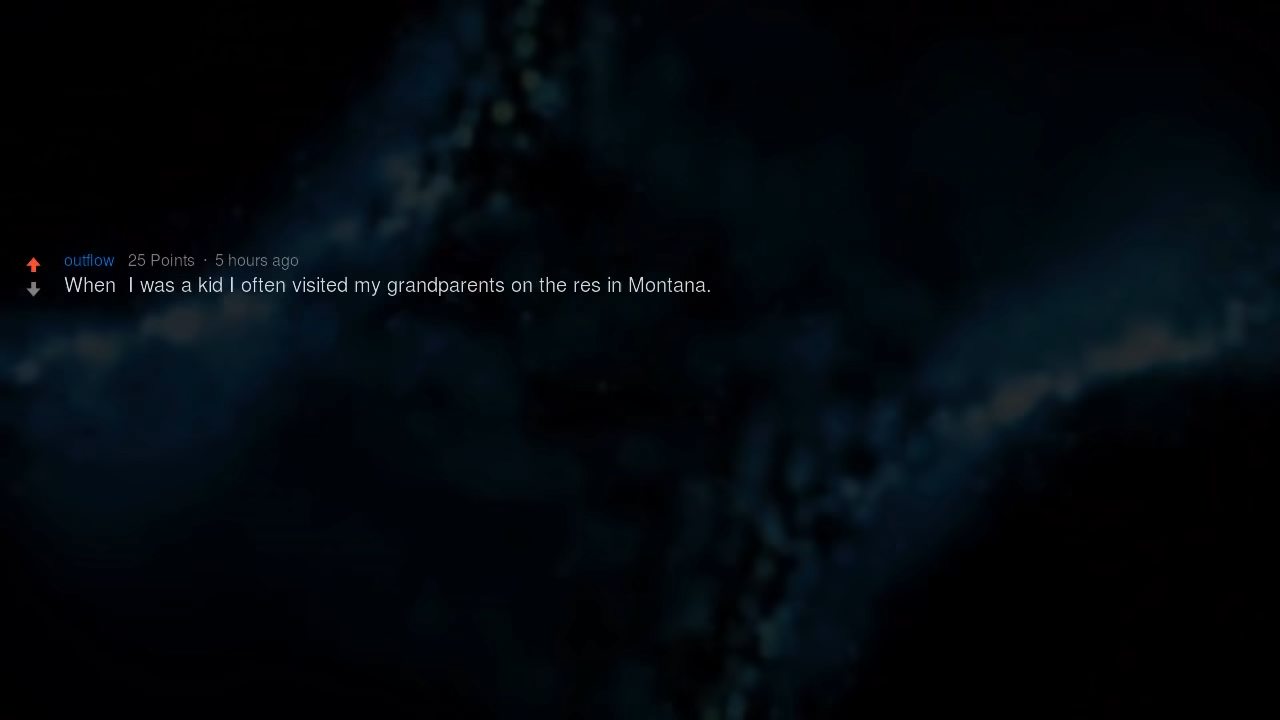 outflow 25 Points · 5 hours ago
When I was a kid I often visited my grandparents on the res in Montana.